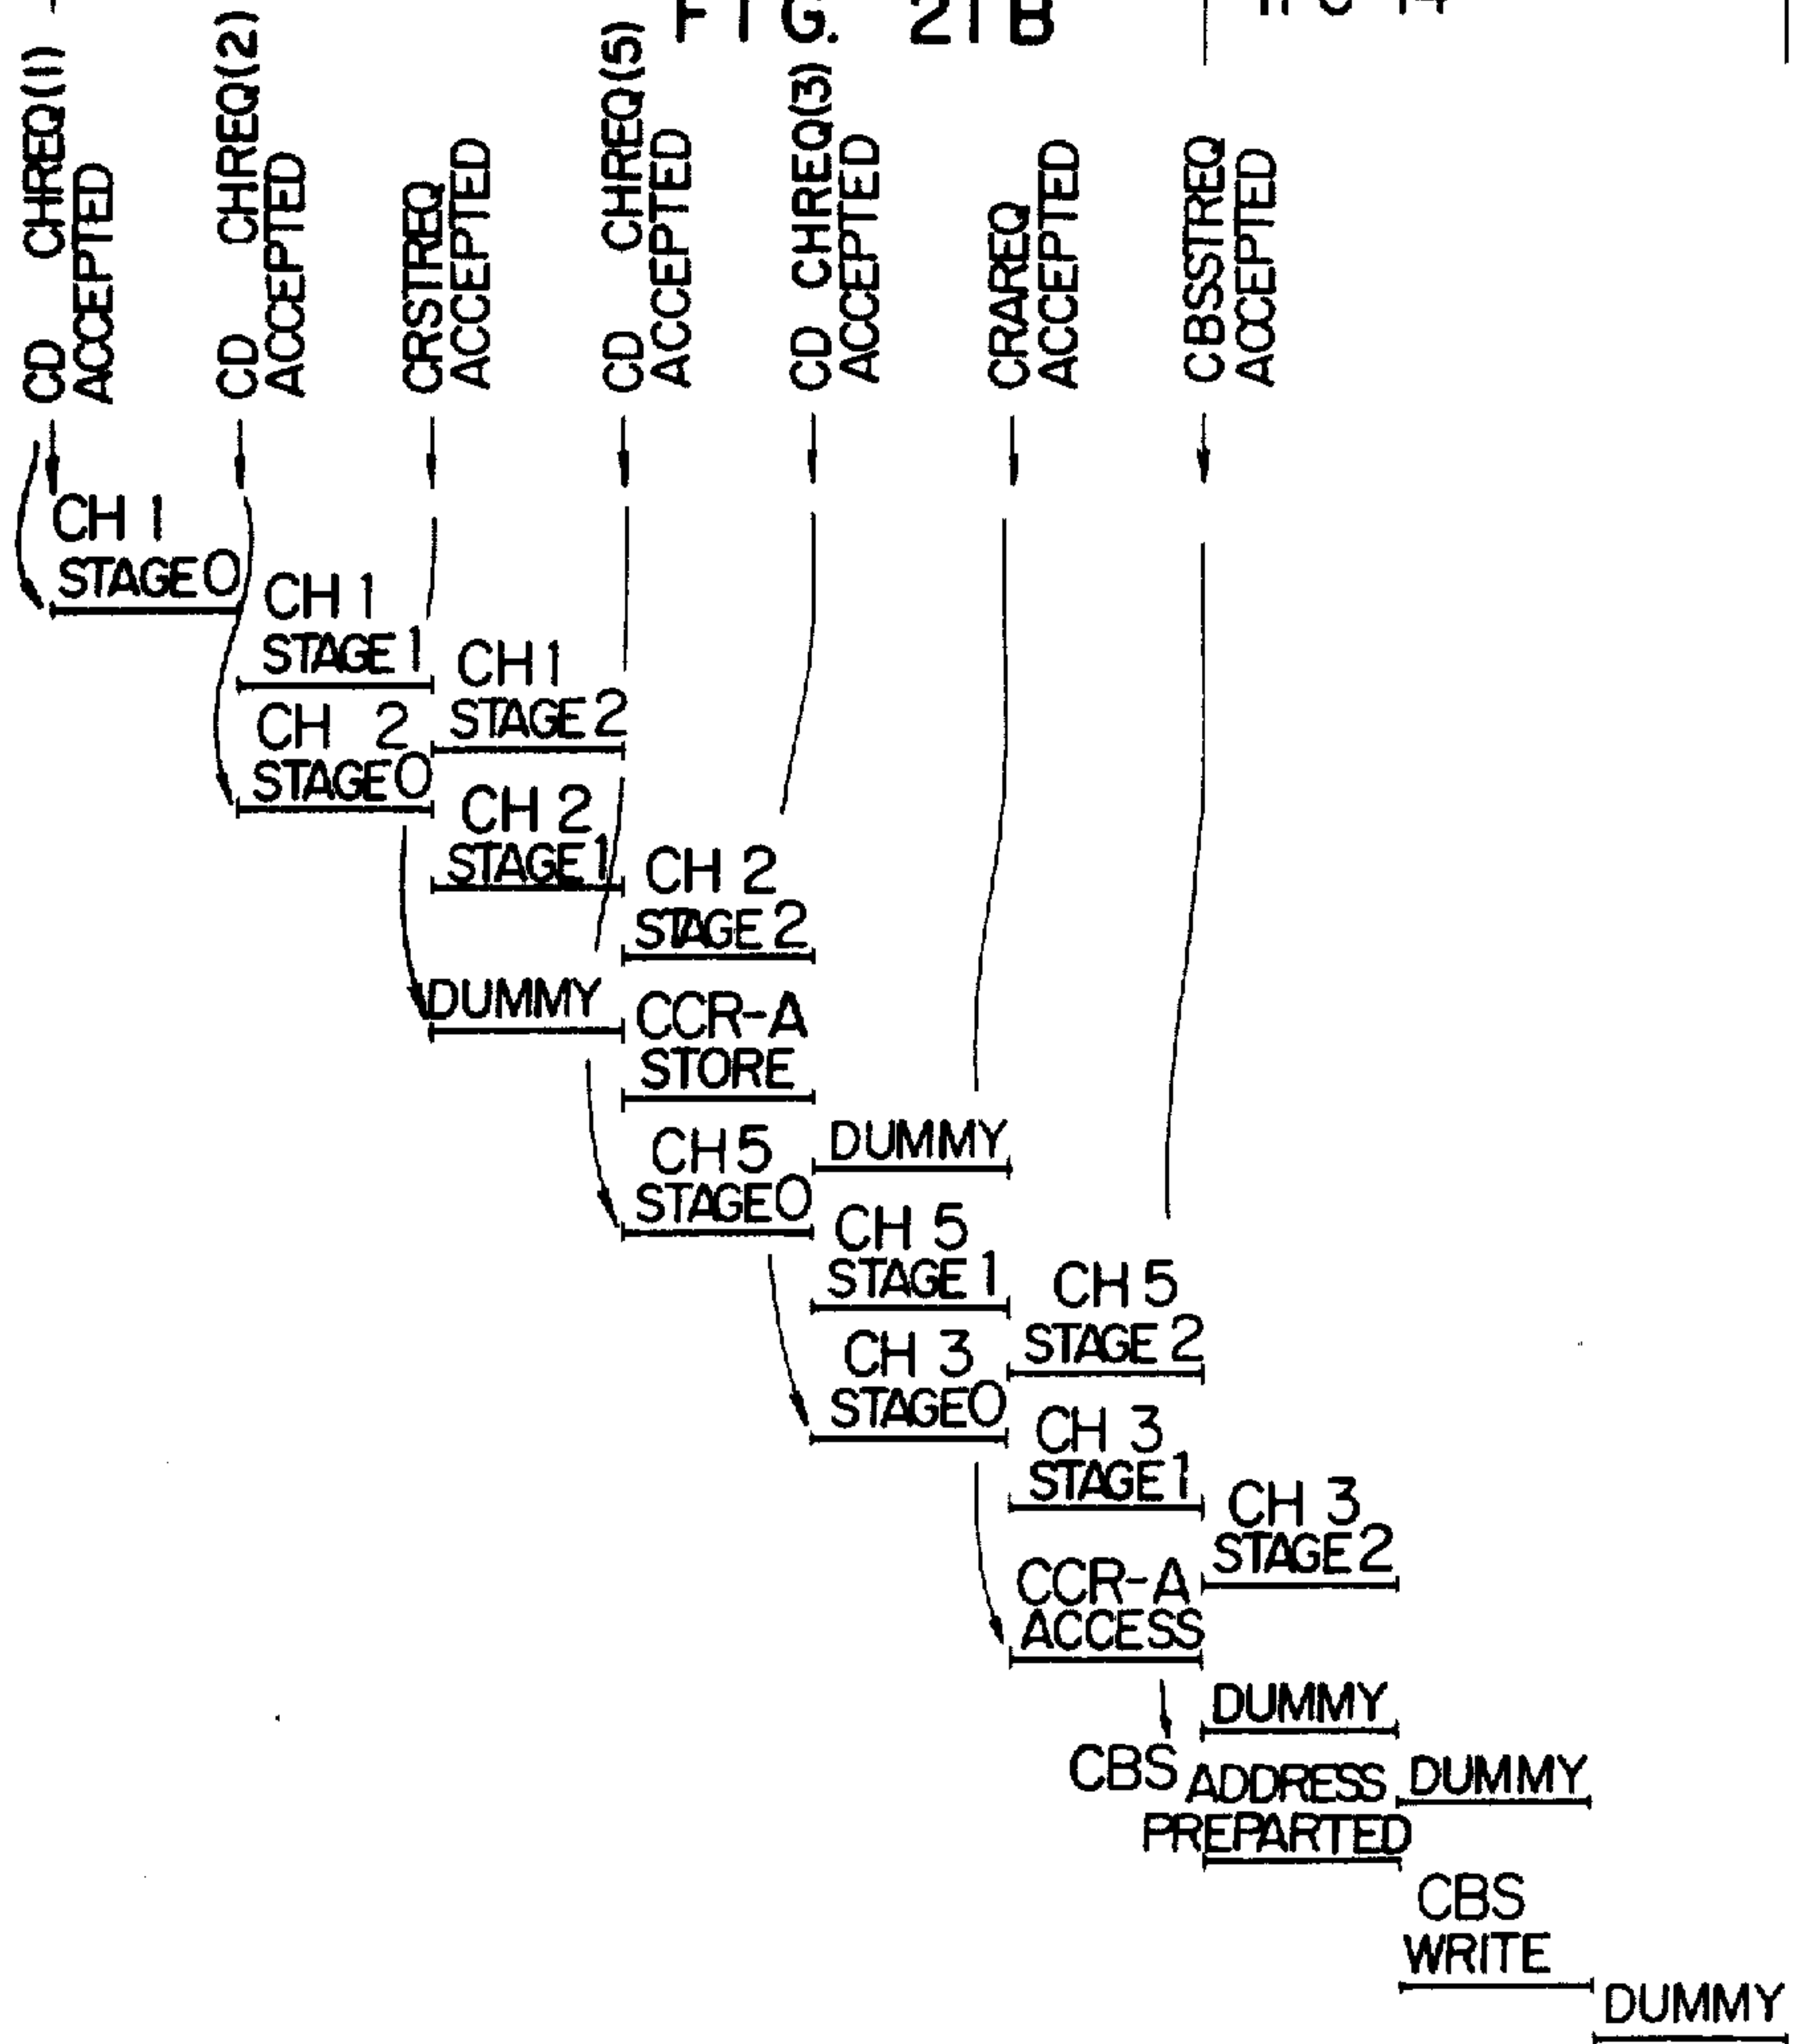 FIG. 21B
CD CHREQ(1)
ACCEPTED
CD CHREQ(2)
ACCEPTED
CRSTREQ
ACCEPTED
CD CHREQ(5)
ACCEPTED
CD CHREQ(3)
ACCEPTED
CRAREQ
ACCEPTED
CBSSTREQ
ACCEPTED
CH 1
STAGE 0
CH 1
STAGE 1
CH 1
STAGE 2
CH 2
STAGE 0
CH 2
STAGE 1
CH 2
STAGE 2
DUMMY
CCR-A
STORE
DUMMY
CH 5
STAGE 0
CH 5
STAGE 1
CH 5
STAGE 2
CH 3
STAGE 0
CH 3
STAGE 1
CH 3
STAGE 2
CCR-A
ACCESS
DUMMY
CBS ADDRESS
PREPARTED
DUMMY
CBS
WRITE
DUMMY